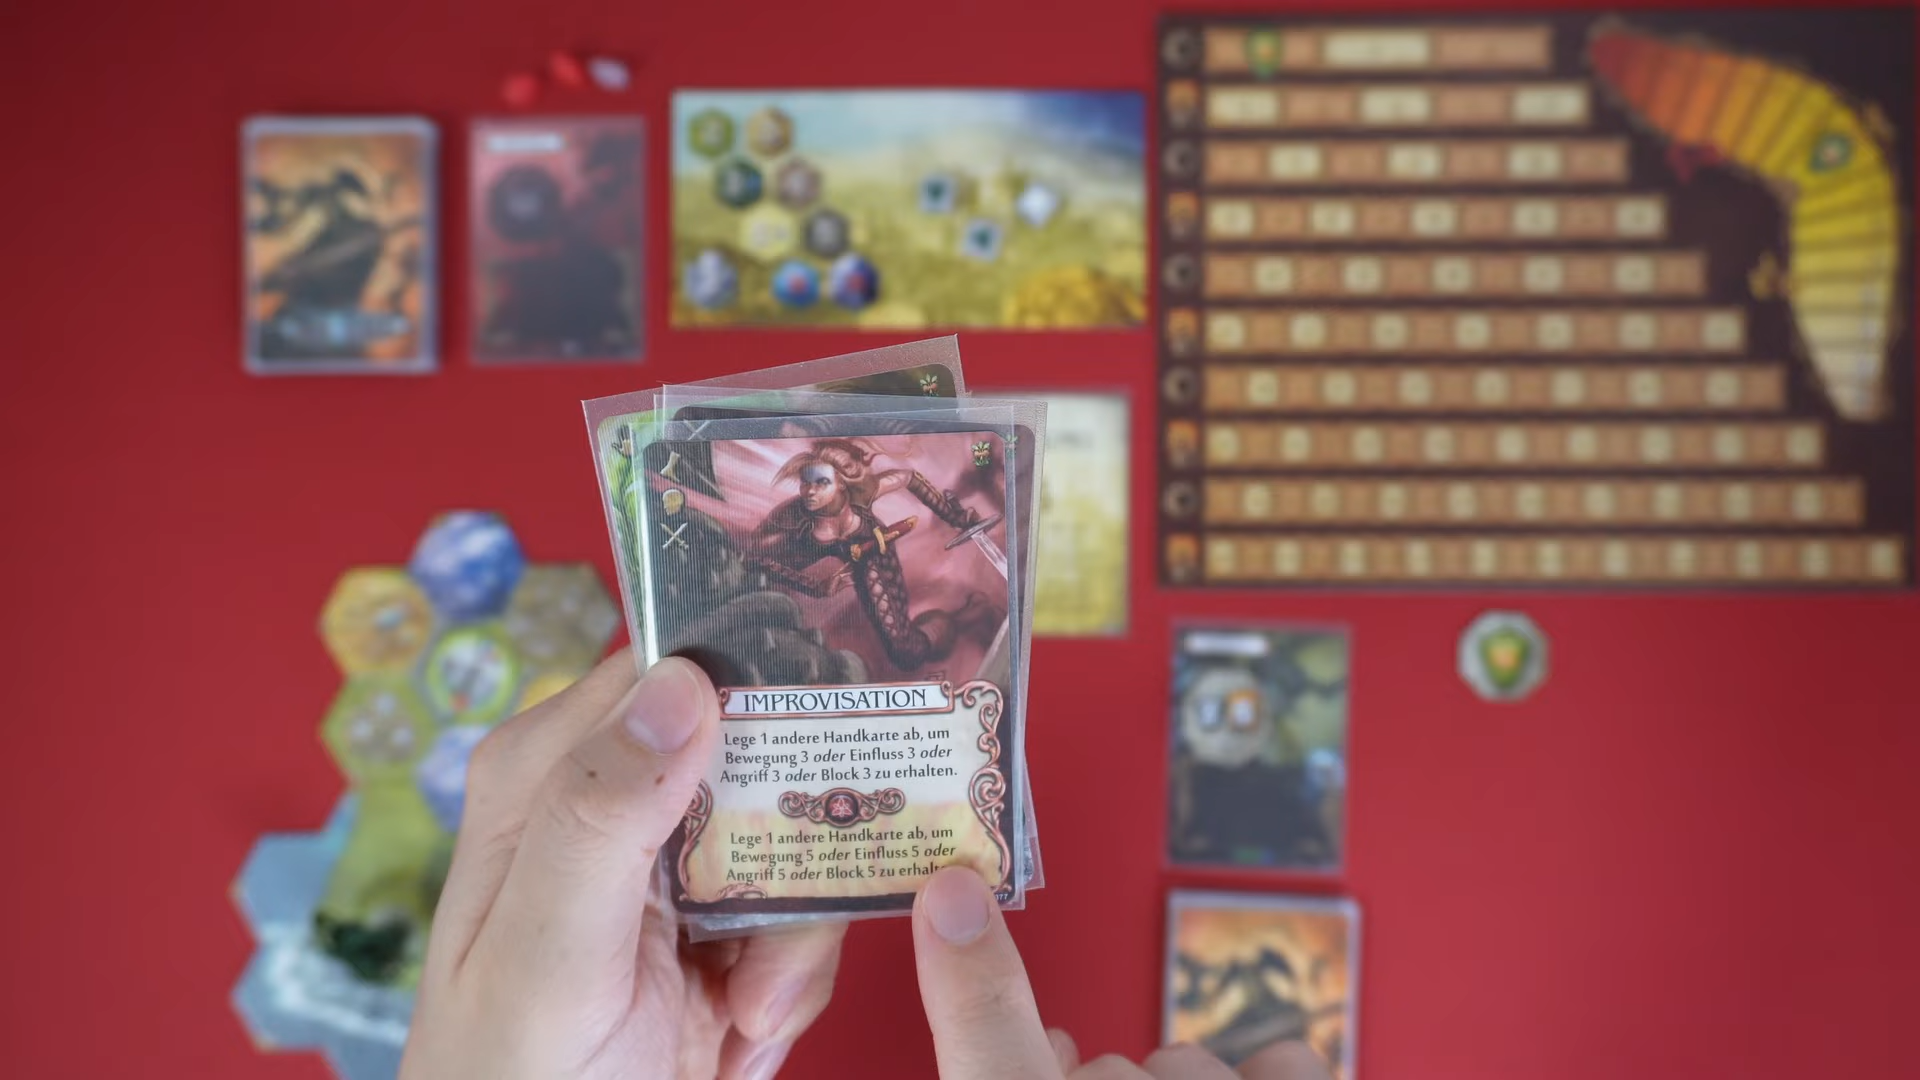 IMPROVISATION
Lege 1 andere Handkarte ab, um
Bewegung 3 oder Einfluss 3 oder
Angriff 3 oder Block 3 zu erhalten.
Lege 1 andere Handkarte ab, um
Bewegung 5 oder Einfluss 5 oder
Angriff 5 oder Block 5 zu